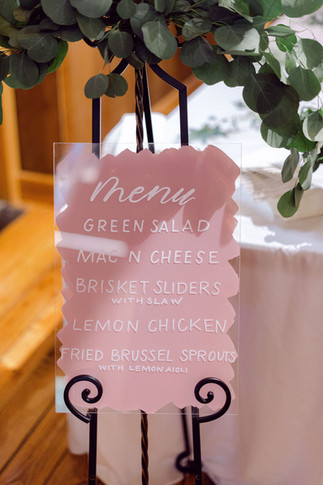 menu
GREEN SALAD
MAC N CHEESE
BRISKET SLIDERS
WITH SLAW
LEMON CHICKEN
FRIED BRUSSEL SPROUTS
WITH LEMON AIOLI